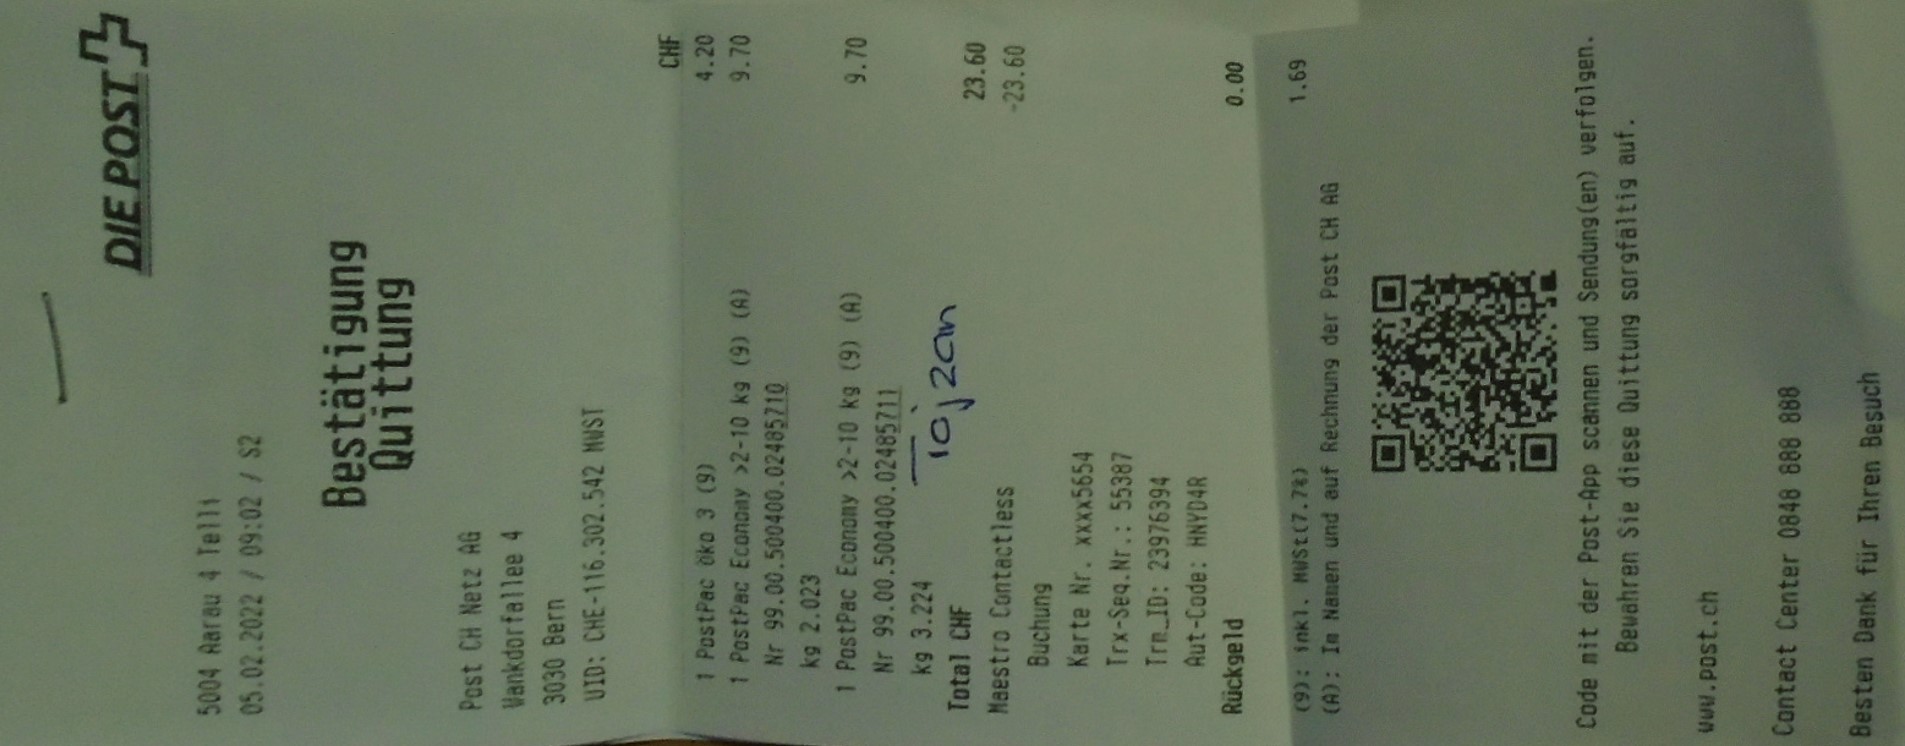 DIE POST
5004 Aarau 4 Telli
05.02.2022 / 09:02 / S2
Bestätigung
Quittung
Post CH Netz AG
Wankdorfallee 4
3030 Bern
UID: CHE-116.302.542 MWST
CHF
1 PostPac öko 3 (9) 4.20
1 PostPac Economy >2-10 kg (9) (A) 9.70
Nr 99.00.500400.02485710
kg 2.023
1 PostPac Economy >2-10 kg (9) (A) 9.70
Nr 99.00.500400.02485711
kg 3.224 Tojzan
Total CHF 23.60
Maestro Contactless -23.60
Buchung
Karte Nr. xxxx5654
Trx-Seq.Nr.: 55387
Trm_ID: 23976394
Aut-Code: HNYD4R
Rückgeld 0.00
(9): inkl. MWSt(7.7%) 1.69
(A): Im Namen und auf Rechnung der Post CH AG
Code mit der Post-App scannen und Sendung(en) verfolgen.
Bewahren Sie diese Quittung sorgfältig auf.
www.post.ch
Contact Center 0848 888 888
Besten Dank für Ihren Besuch